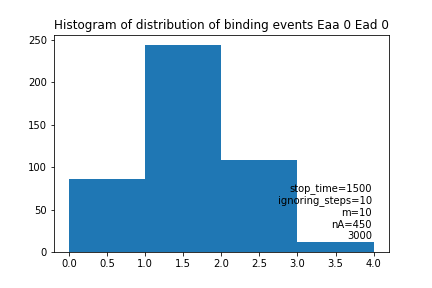 Histogram of distribution of binding events Eaa 0 Ead 0
250
200
150
100
50
0
stop_time=1500
ignoring_steps=10
m=10
nA=450
3000
0.0 0.5 1.0 1.5 2.0 2.5 3.0 3.5 4.0